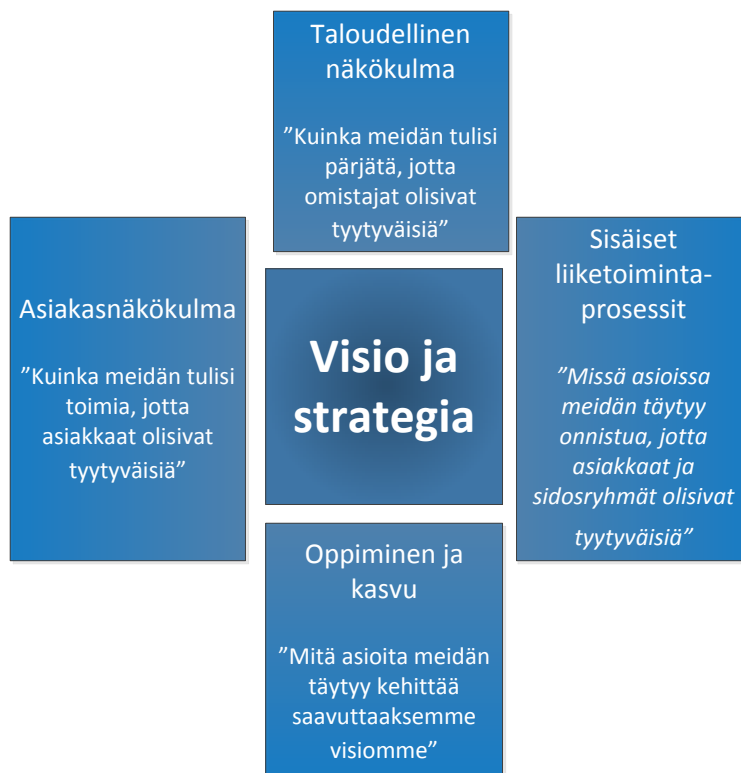 Taloudellinen
näkökulma
”Kuinka meidän tulisi
pärjätä, jotta
omistajat olisivat
tyytyväisiä”
Asiakasnäkökulma
”Kuinka meidän tulisi
toimia, jotta
asiakkaat olisivat
tyytyväisiä”
Visio ja
strategia
Sisäiset
liiketoiminta-
prosessit
”Missä asioissa
meidän täytyy
onnistua, jotta
asiakkaat ja
sidosryhmät olisivat
tyytyväisiä”
Oppiminen ja
kasvu
”Mitä asioita meidän
täytyy kehittää
saavuttaaksemme
visiomme”